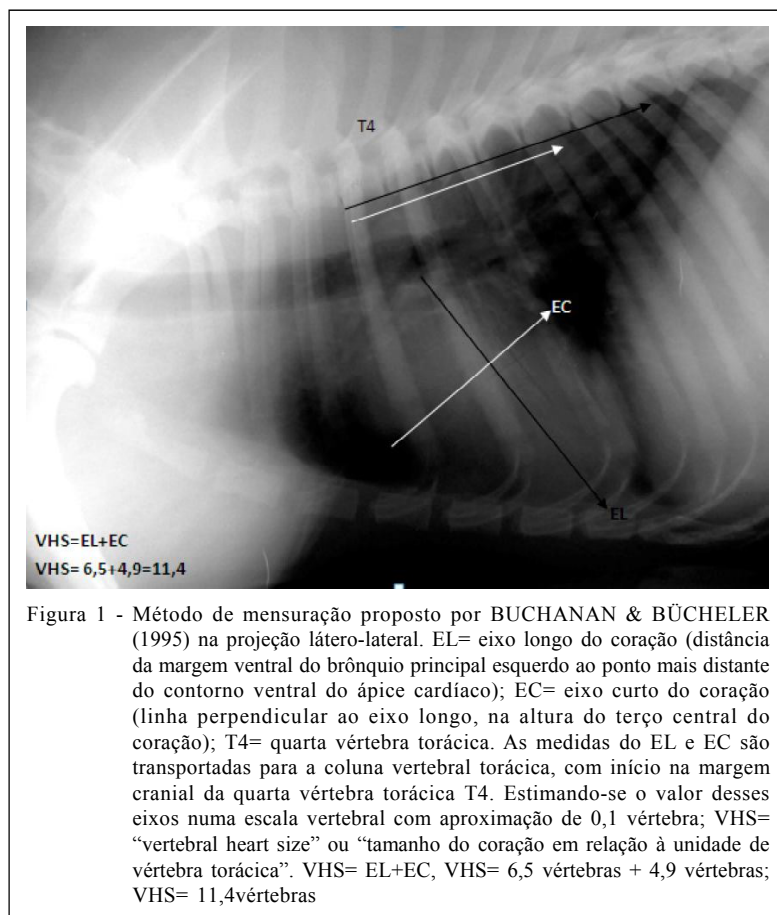 T4
EC
EL
VHS=EL+EC
VHS= 6,5+4,9=11,4
Figura 1 - Método de mensuração proposto por BUCHANAN & BÜCHELER
(1995) na projeção látero-lateral. EL= eixo longo do coração (distância
da margem ventral do brônquio principal esquerdo ao ponto mais distante
do contorno ventral do ápice cardíaco); EC= eixo curto do coração
(linha perpendicular ao eixo longo, na altura do terço central do
coração); T4= quarta vértebra torácica. As medidas do EL e EC são
transportadas para a coluna vertebral torácica, com início na margem
cranial da quarta vértebra torácica T4. Estimando-se o valor desses
eixos numa escala vertebral com aproximação de 0,1 vértebra; VHS=
“vertebral heart size” ou “tamanho do coração em relação à unidade de
vértebra torácica”. VHS= EL+EC, VHS= 6,5 vértebras + 4,9 vértebras;
VHS= 11,4vértebras